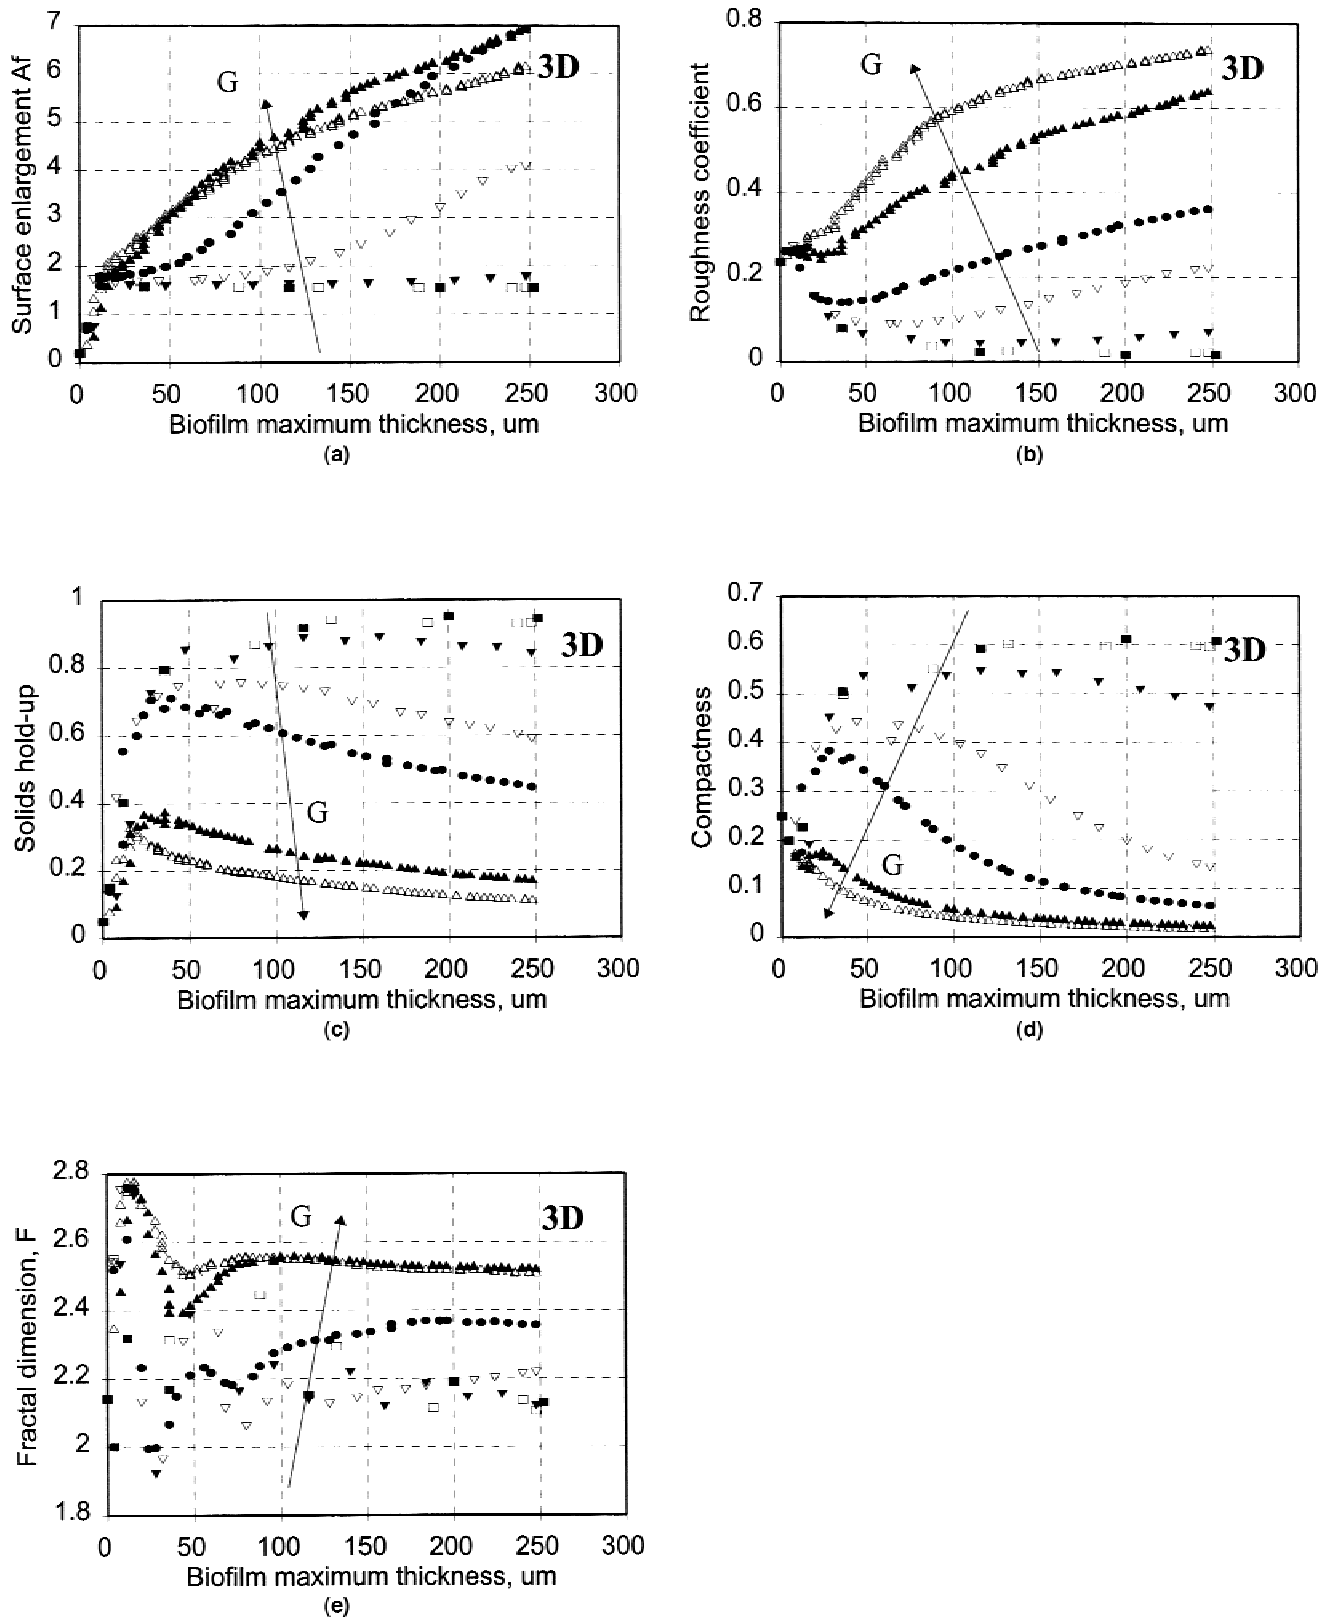 7
6
5
4
3
2
1
0
Surface enlargement Af
G
3D
0 50 100 150 200 250 300
Biofilm maximum thickness, um
(a)
0.8
0.6
0.4
0.2
0
Roughness coefficient
G
3D
0 50 100 150 200 250 300
Biofilm maximum thickness, um
(b)
1
0.8
0.6
0.4
0.2
0
Solids hold-up
3D
G
0 50 100 150 200 250 300
Biofilm maximum thickness, um
(c)
0.7
0.6
0.5
0.4
0.3
0.2
0.1
0
Compactness
3D
G
0 50 100 150 200 250 300
Biofilm maximum thickness, um
(d)
2.8
2.6
2.4
2.2
2
1.8
Fractal dimension, F
G
3D
0 50 100 150 200 250 300
Biofilm maximum thickness, um
(e)